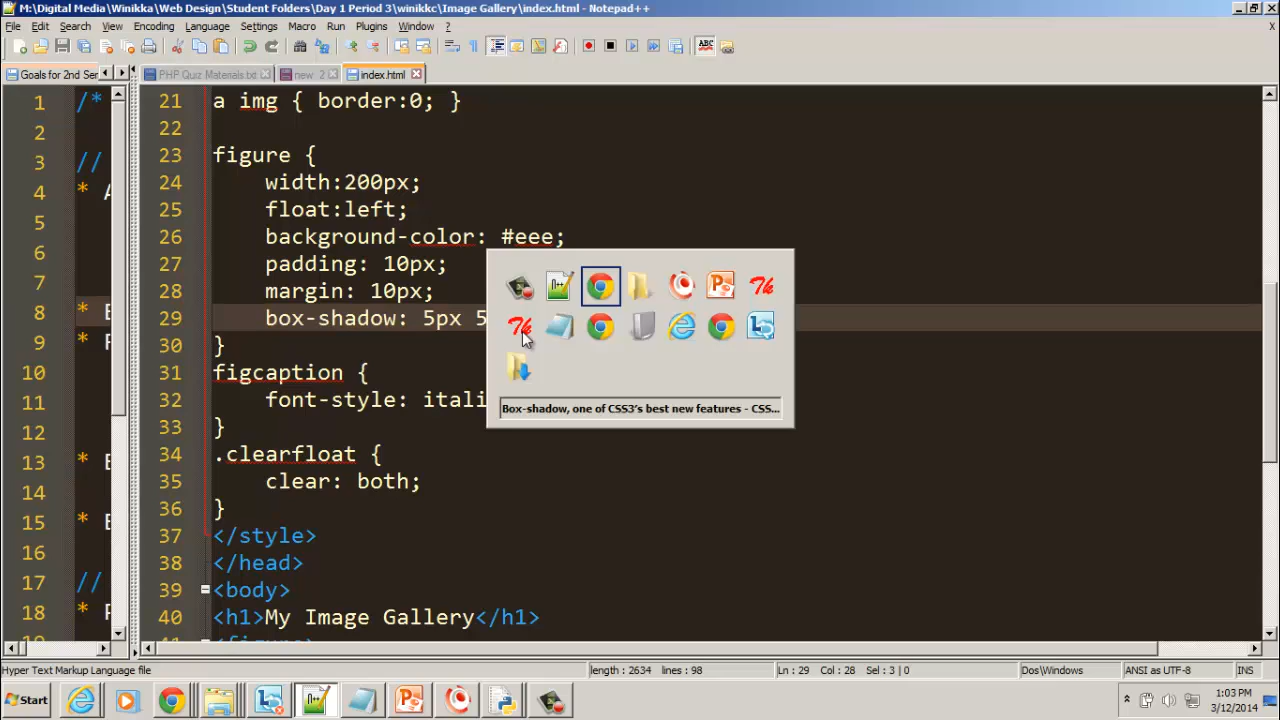 M:\Digital Media\Winikka\Web Design\Student Folders\Day 1 Period 3\winikkc\Image Gallery\index.html - Notepad++
File Edit Search View Encoding Language Settings Macro Run Plugins Window ?
X
ABC
Goals for 2nd Ser
PHP Quiz Materials.bd
new 2
index.html
1 /*
2
3 //
4 *
5
6
7
8 *
9 *
10
11
12
13 *
14
15 *
16
17 //
18 *
21 a img { border:0; }
22
23 figure {
24 width:200px;
25 float:left;
26 background-color: #eee;
27 padding: 10px;
28 margin: 10px;
29 box-shadow: 5px 5
30 }
31 figcaption {
32 font-style: itali
33 }
34 .clearfloat {
35 clear: both;
36 }
37 </style>
38 </head>
39 <body>
40 <h1>My Image Gallery</h1>
Box-shadow, one of CSS3's best new features - CSS...
Hyper Text Markup Language file
length : 2634 lines : 98
Ln : 29 Col : 28 Sel : 3 | 0
Dos\Windows
ANSI as UTF-8
INS
Start
1:03 PM
3/12/2014